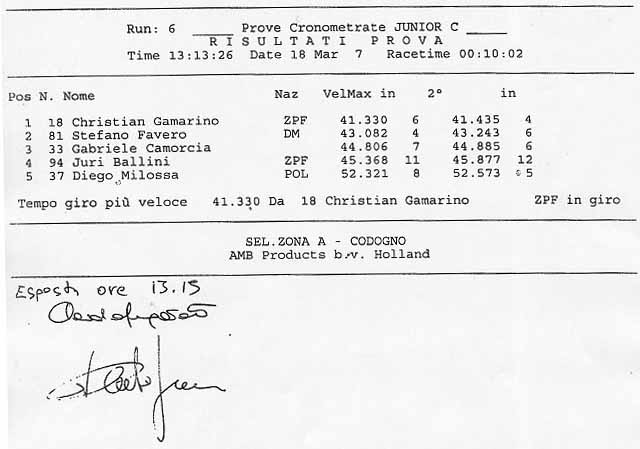 Run: 6 _____ Prove Cronometrate JUNIOR C _____
R I S U L T A T I   P R O V A
Time 13:13:26 Date 18 Mar 7 Racetime 00:10:02
Pos N. Nome Naz VelMax in 2° in
1 18 Christian Gamarino ZPF 41.330 6 41.435 4
2 81 Stefano Favero DM 43.082 4 43.243 6
3 33 Gabriele Camorcia 44.806 7 44.885 6
4 94 Juri Ballini ZPF 45.368 11 45.877 12
5 37 Diego Milossa POL 52.321 8 52.573 5
Tempo giro più veloce 41.330 Da 18 Christian Gamarino ZPF in giro
SEL.ZONA A - CODOGNO
AMB Products b.v. Holland
Esposti ore 13.15